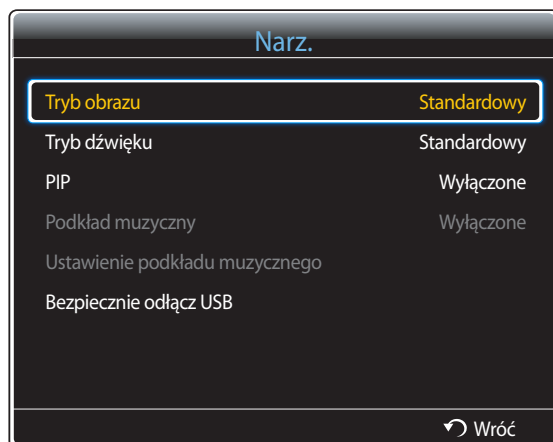 Narz.
Tryb obrazu Standardowy
Tryb dźwięku Standardowy
PIP Wyłączone
Podkład muzyczny Wyłączone
Ustawienie podkładu muzycznego
Bezpiecznie odłącz USB
Wróć